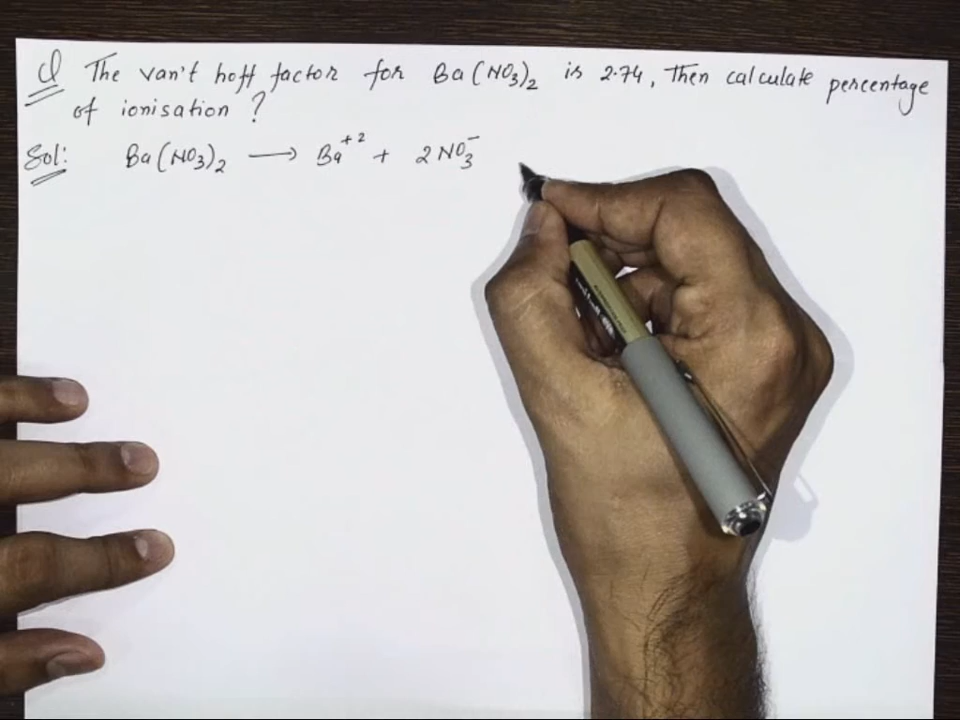 Q The van't hoff factor for Ba(NO3)2 is 2.74, Then calculate percentage
of ionisation ?
Sol: Ba(NO3)2 ⟶ Ba+2 + 2NO3-